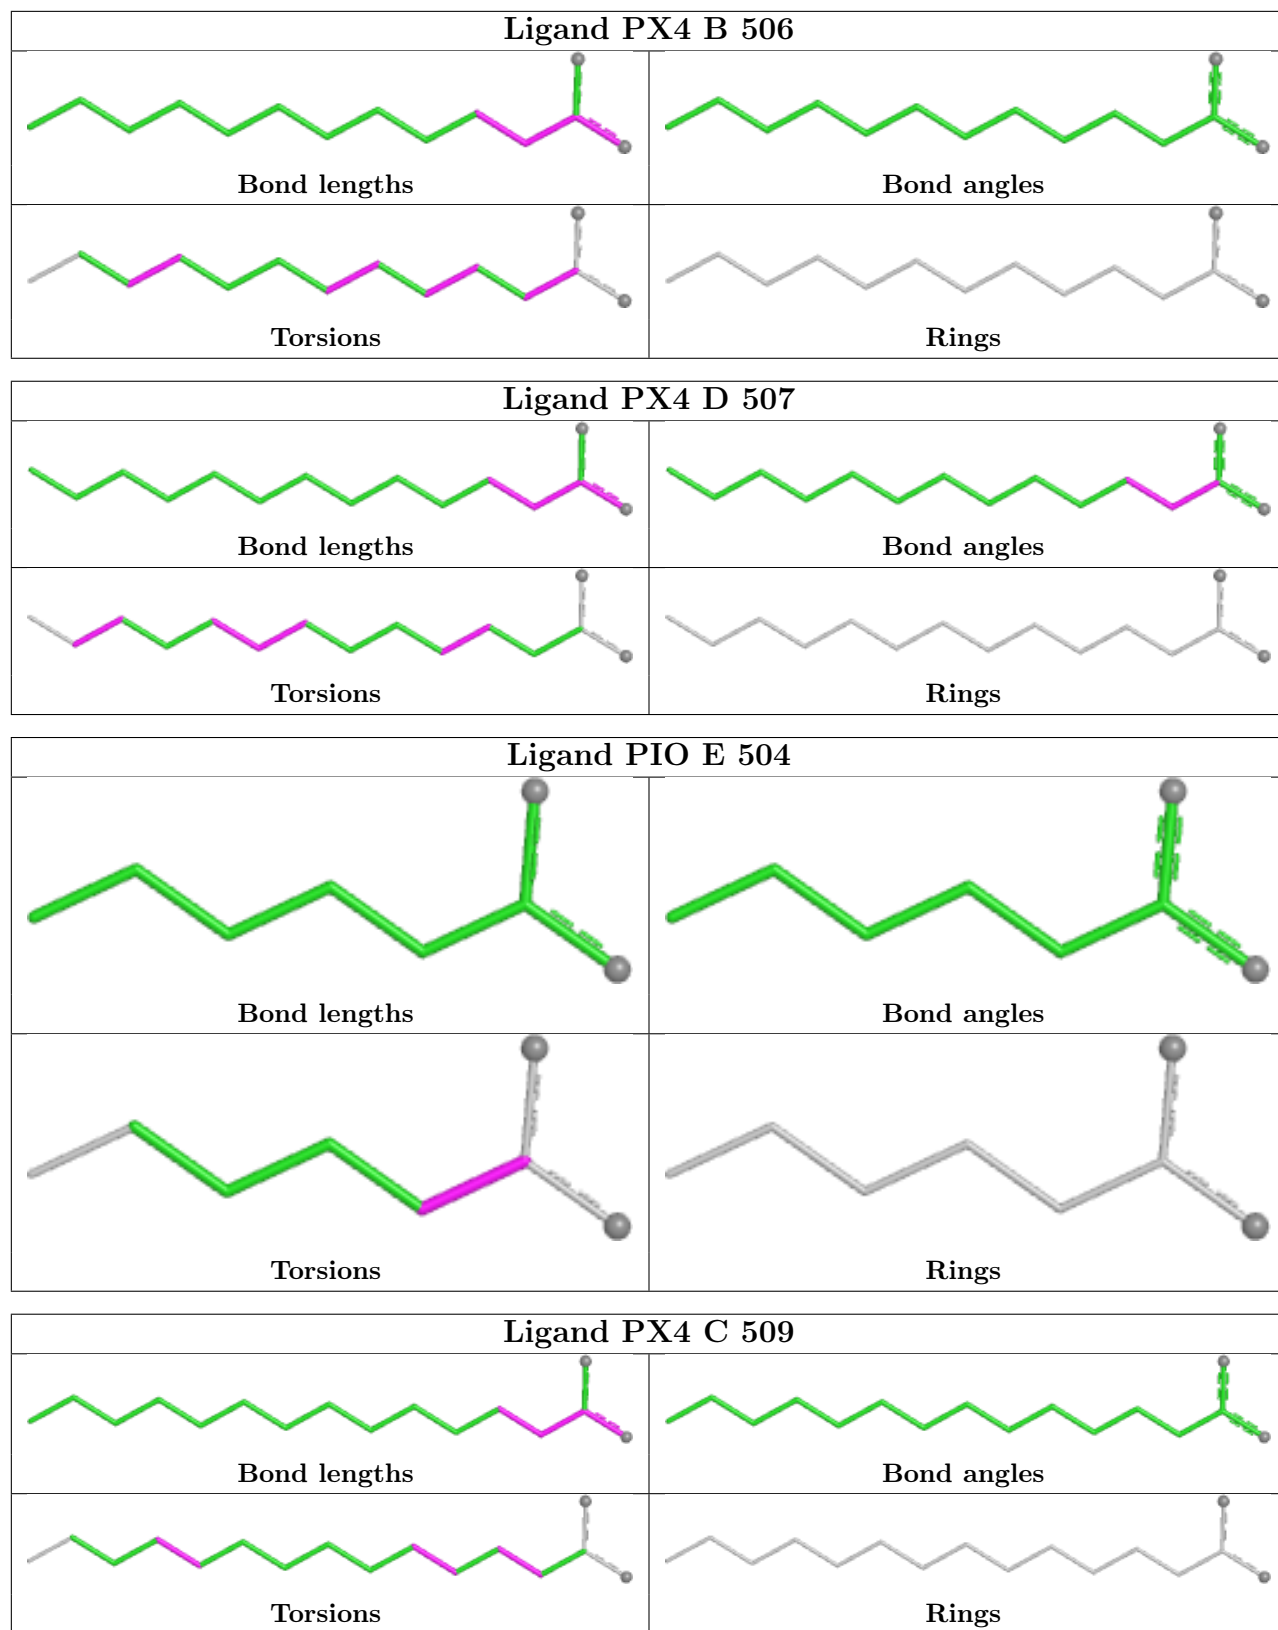 Ligand PX4 B 506
Bond lengths
Bond angles
Torsions
Rings
Ligand PX4 D 507
Bond lengths
Bond angles
Torsions
Rings
Ligand PIO E 504
Bond lengths
Bond angles
Torsions
Rings
Ligand PX4 C 509
Bond lengths
Bond angles
Torsions
Rings